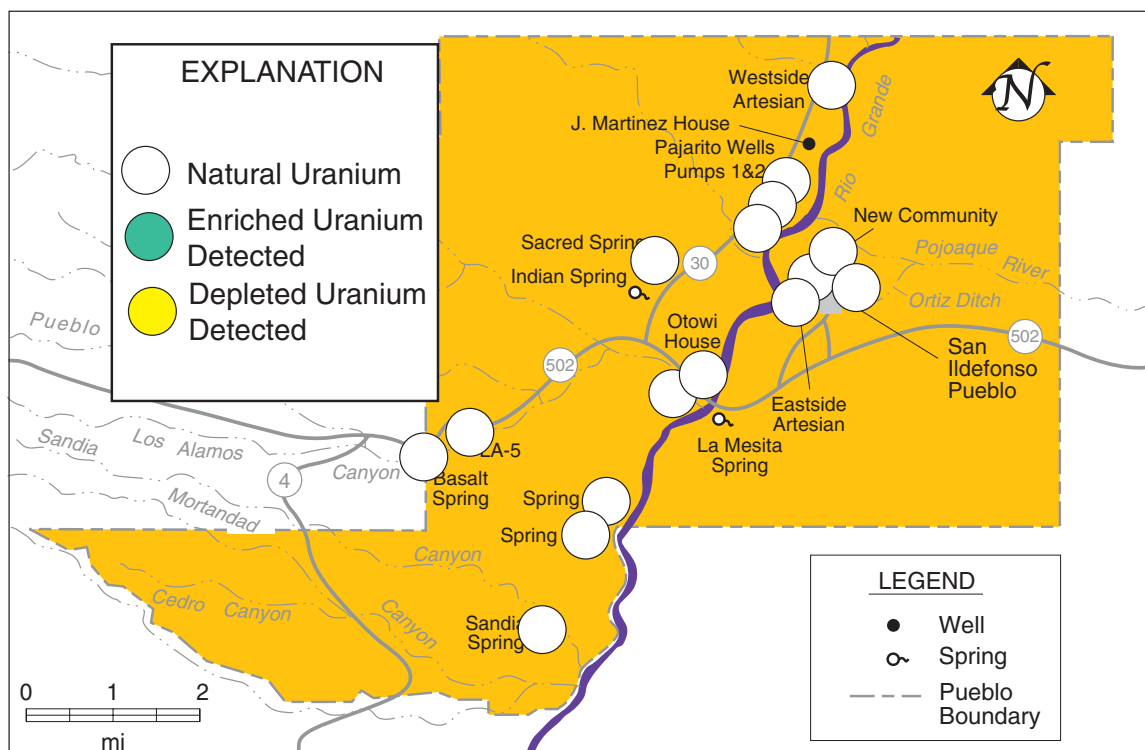 EXPLANATION
Natural Uranium
Enriched Uranium
Detected
Depleted Uranium
Detected
Westside
Artesian
N
J. Martinez House
Pajarito Wells
Pumps 1&2
Grande
Rio
New Community
Pojoaque
River
Sacred Spring
Indian Spring
30
Ortiz Ditch
Otowi
House
502
502
San
Ildefonso
Pueblo
Eastside
Artesian
La Mesita
Spring
Pueblo
Los Alamos
Canyon
Sandia
4
LA-5
Basalt
Spring
Mortandad
Spring
Spring
Canyon
Cedro Canyon
Canyon
Sandia
Spring
0 1 2
mi
LEGEND
Well
Spring
Pueblo
Boundary